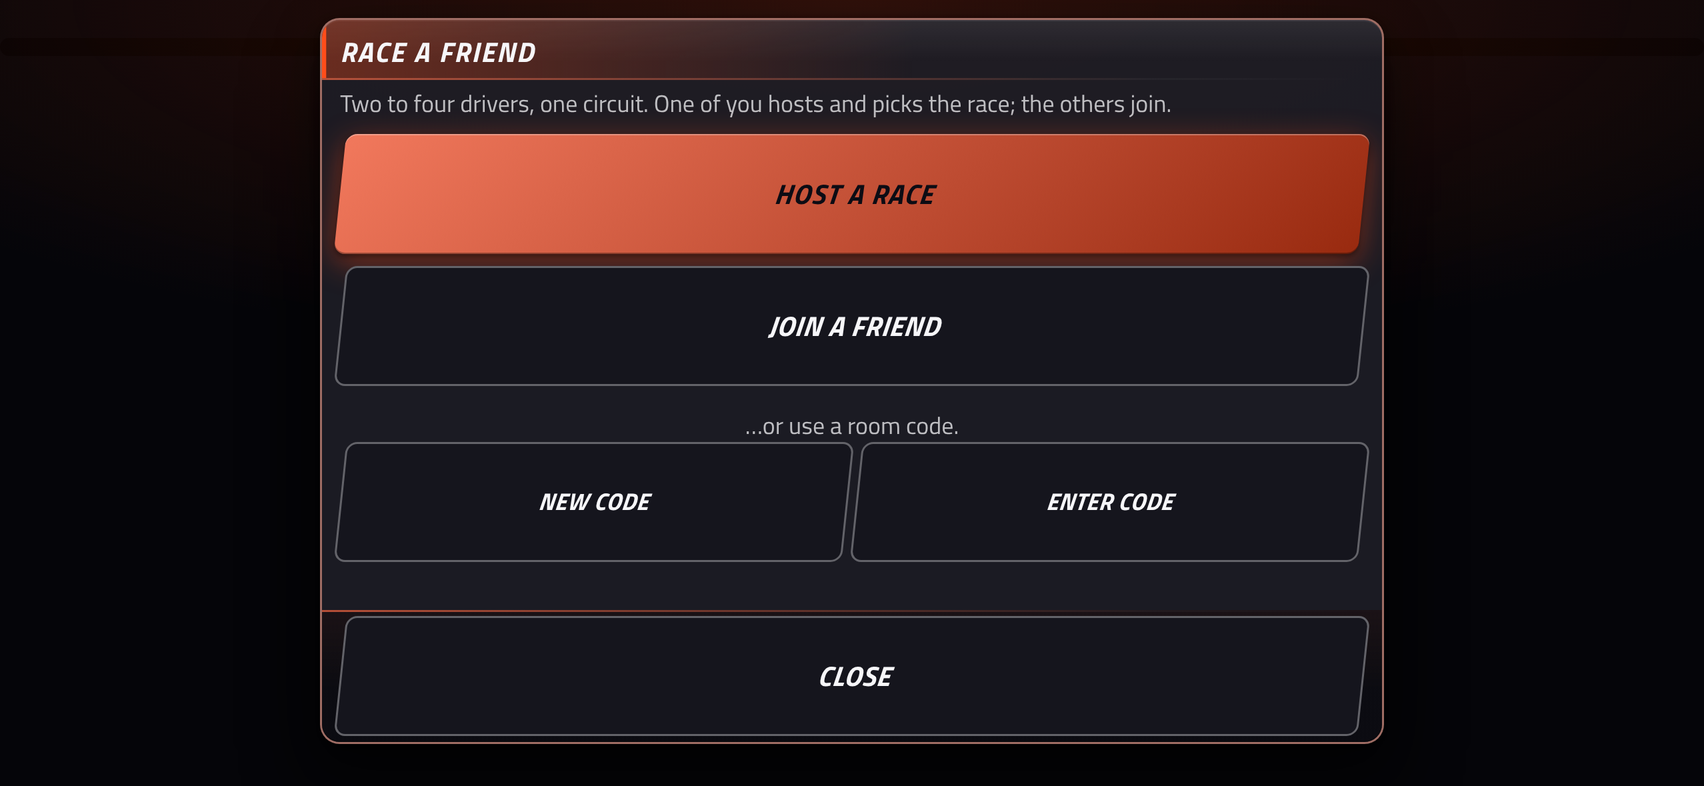 RACE A FRIEND
Two to four drivers, one circuit. One of you hosts and picks the race; the others join.
HOST A RACE
JOIN A FRIEND
...or use a room code.
NEW CODE
ENTER CODE
CLOSE